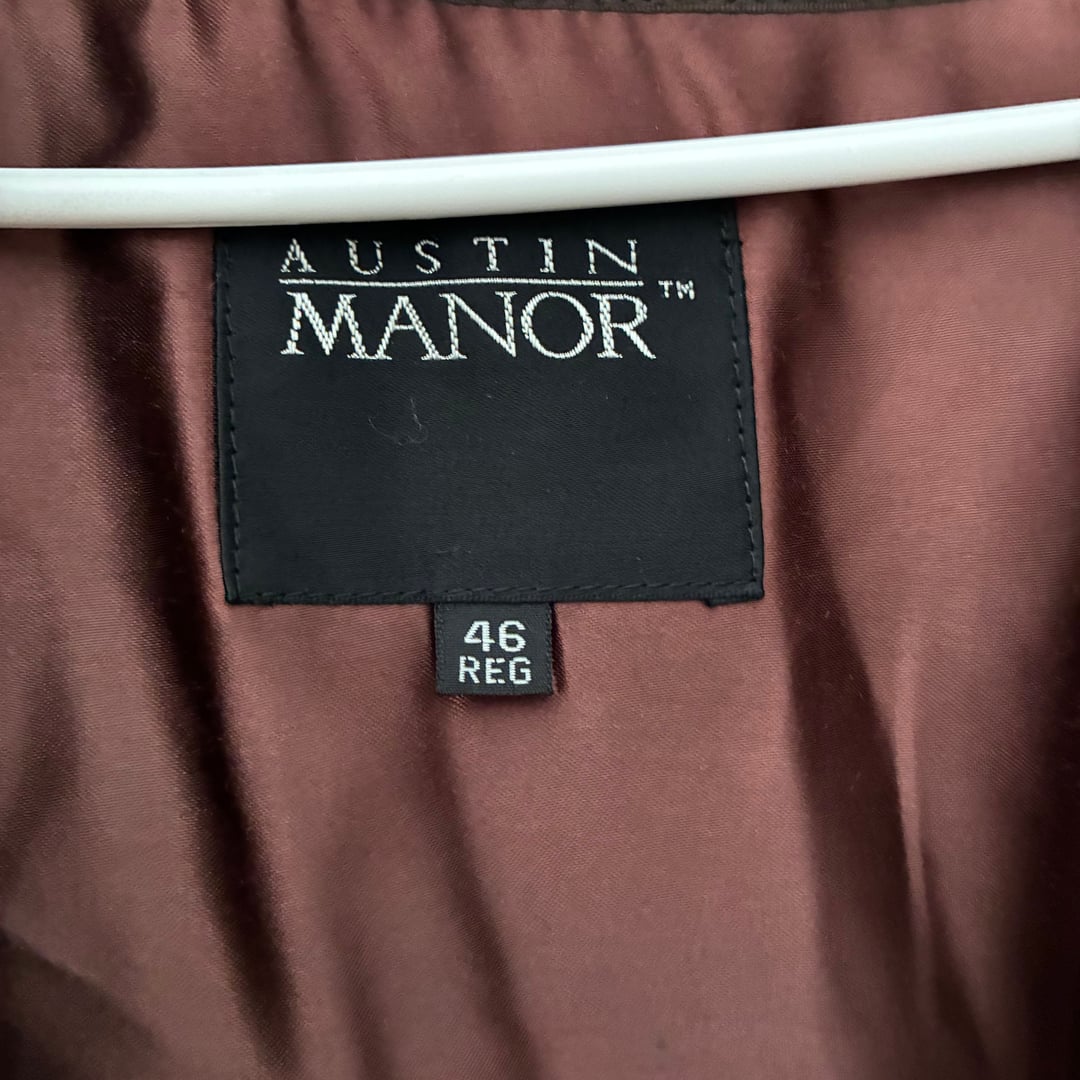 AUSTIN
MANOR™
46
REG